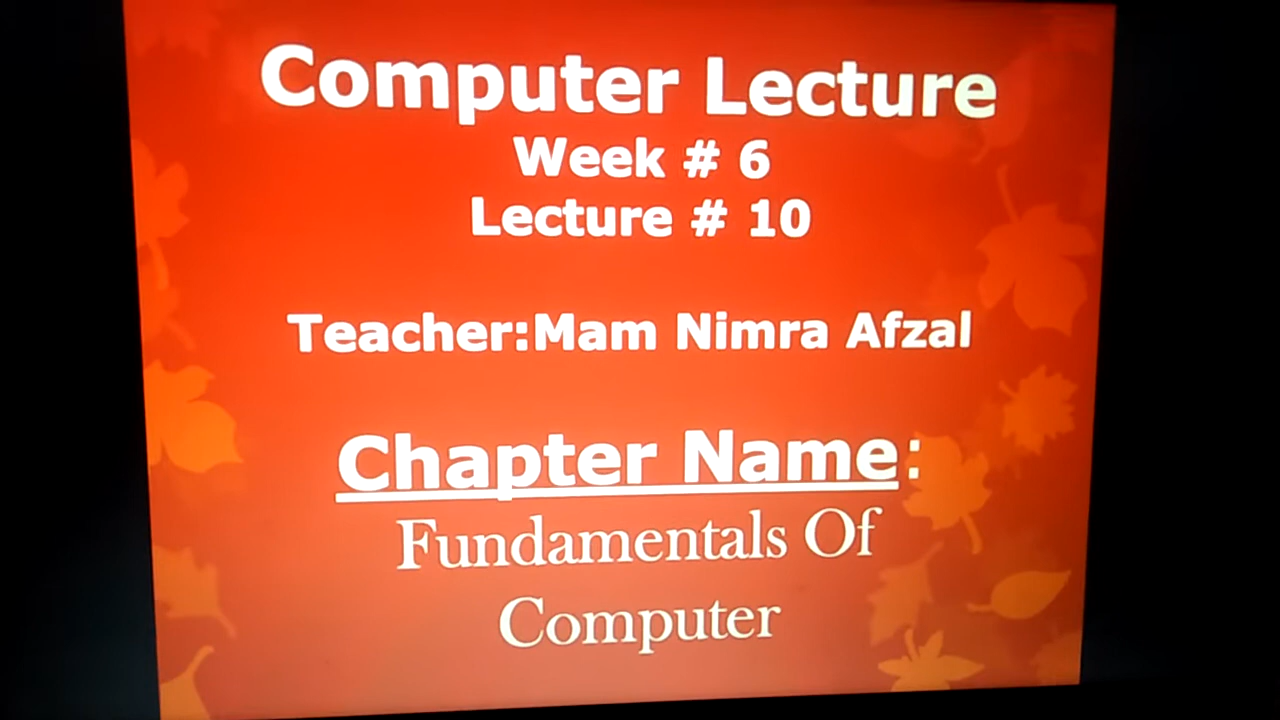 Computer Lecture
Week # 6
Lecture # 10
Teacher:Mam Nimra Afzal
Chapter Name:
Fundamentals Of
Computer